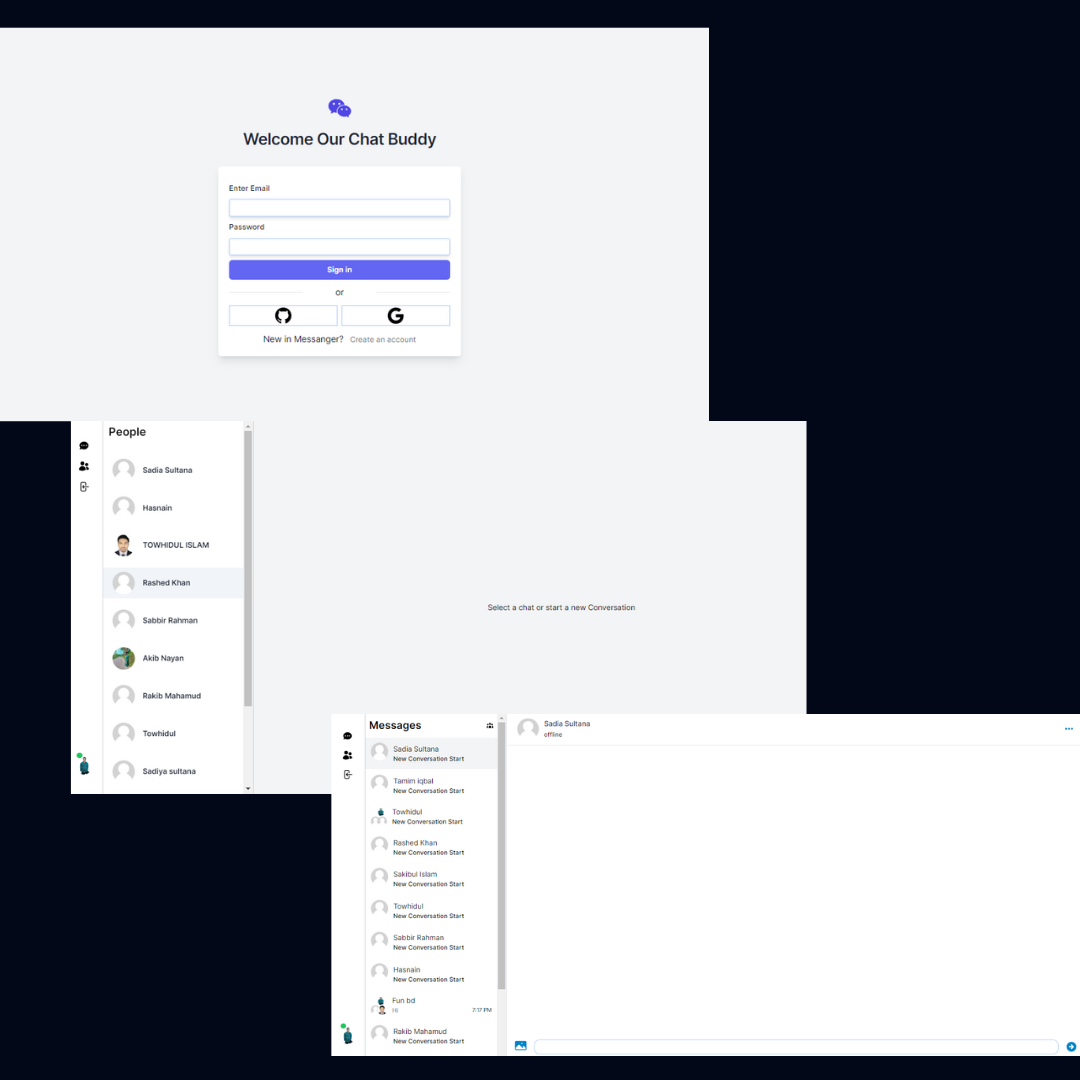 Welcome Our Chat Buddy
Enter Email
Password
Sign in
or
New in Messanger? Create an account
People
Sadia Sultana
Hasnain
TOWHIDUL ISLAM
Rashed Khan
Sabbir Rahman
Akib Nayan
Rakib Mahamud
Towhidul
Sadiya sultana
Select a chat or start a new Conversation
Messages
Sadia Sultana
New Conversation Start
Tamim iqbal
New Conversation Start
Towhidul
New Conversation Start
Rashed Khan
New Conversation Start
Sakibul Islam
New Conversation Start
Towhidul
New Conversation Start
Sabbir Rahman
New Conversation Start
Hasnain
New Conversation Start
Fun bd
Hi 7:17 PM
Rakib Mahamud
New Conversation Start
Sadia Sultana
offline